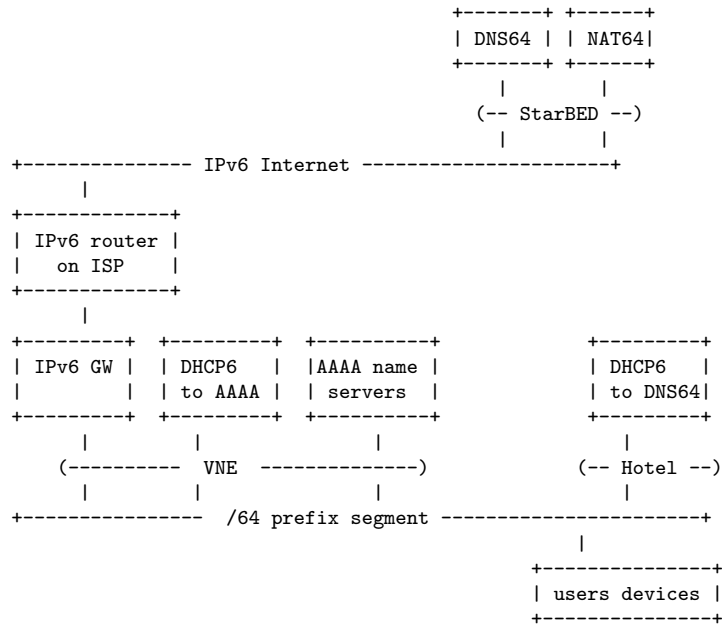 DNS64 NAT64
StarBED
IPv6 Internet
IPv6 router
on ISP
IPv6 GW DHCP6 AAAA name DHCP6
to AAAA servers to DNS64
VNE Hotel
/64 prefix segment
users devices